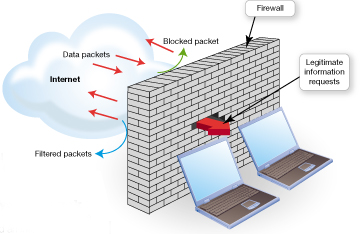 Firewall
Blocked packet
Data packets
Internet
Legitimate
information
requests
Filtered packets